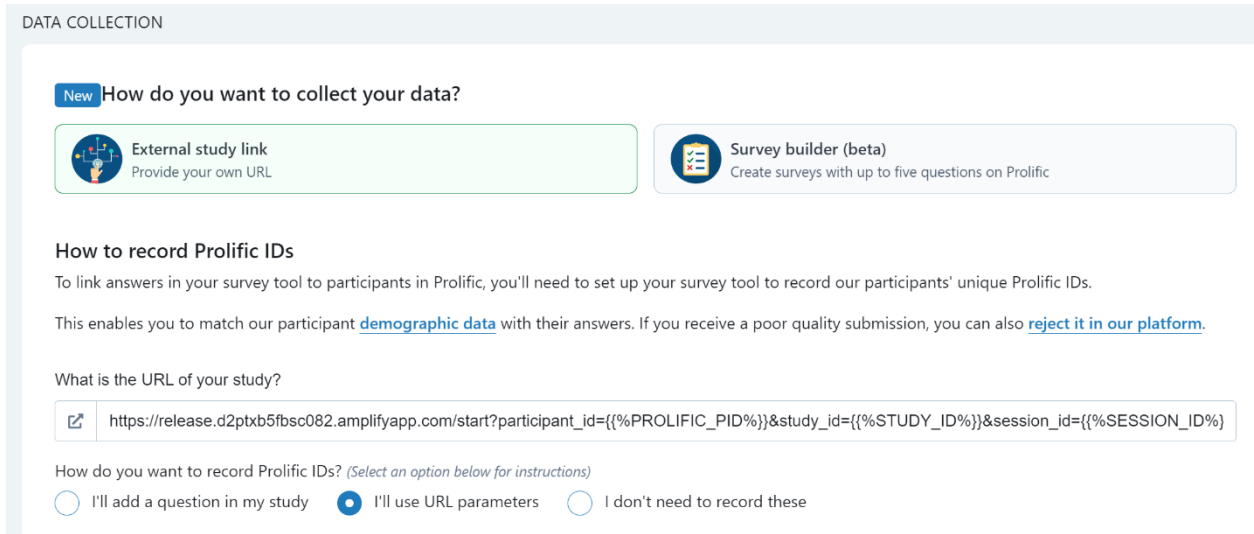 DATA COLLECTION
New How do you want to collect your data?
External study link
Provide your own URL
Survey builder (beta)
Create surveys with up to five questions on Prolific
How to record Prolific IDs
To link answers in your survey tool to participants in Prolific, you'll need to set up your survey tool to record our participants' unique Prolific IDs.
This enables you to match our participant demographic data with their answers. If you receive a poor quality submission, you can also reject it in our platform.
What is the URL of your study?
https://release.d2ptxb5fbsc082.amplifyapp.com/start?participant_id={{%PROLIFIC_PID%}}&study_id={{%STUDY_ID%}}&session_id={{%SESSION_ID%}
How do you want to record Prolific IDs? (Select an option below for instructions)
I'll add a question in my study
I'll use URL parameters
I don't need to record these